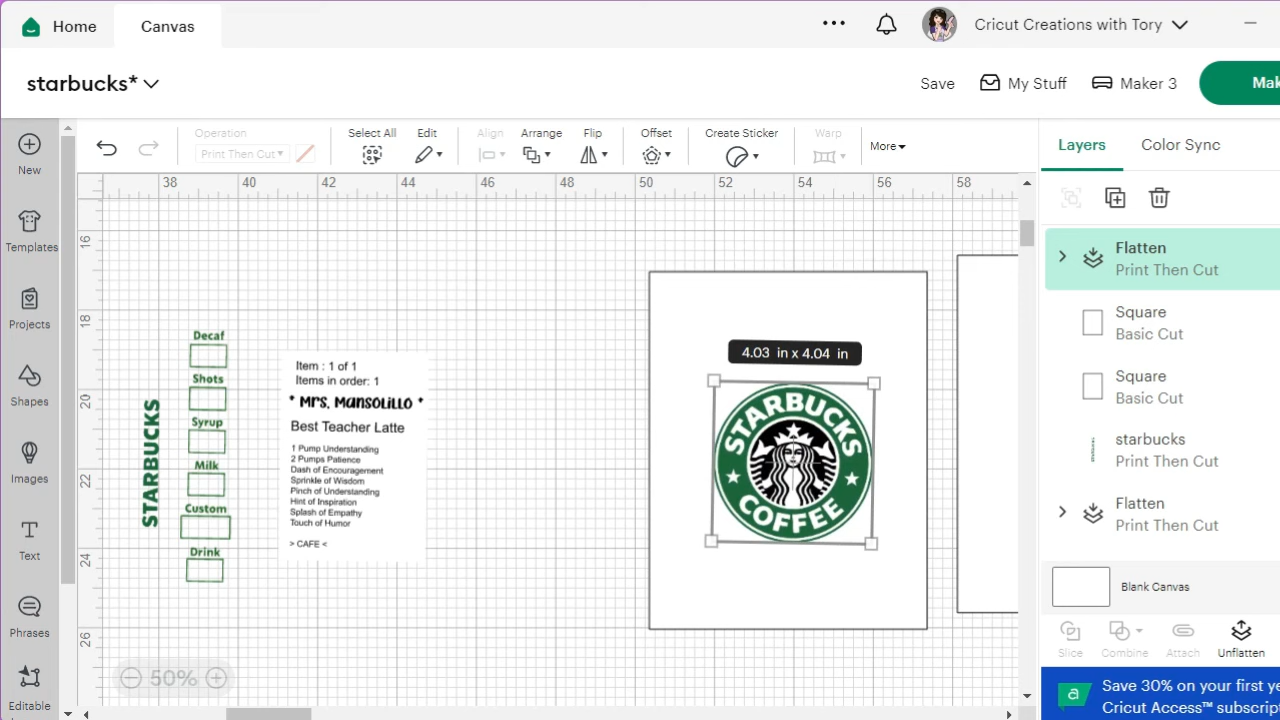 Home
Canvas
Cricut Creations with Tory
starbucks*
Save
My Stuff
Maker 3
Mak
Operation
Print Then Cut
Select All
Edit
Align
Arrange
Flip
Offset
Create Sticker
Warp
More
Layers
Color Sync
38 40 42 44 46 48 50 52 54 56 58
16
18
20
22
24
26
New
Templates
Projects
Shapes
Images
Text
Phrases
Editable
STARBUCKS
Decaf
Shots
Syrup
Milk
Custom
Drink
Item : 1 of 1
Items in order: 1
* Mrs. Mansolillo *
Best Teacher Latte
1 Pump Understanding
2 Pumps Patience
Dash of Encouragement
Sprinkle of Wisdom
Pinch of Understanding
Hint of Inspiration
Splash of Empathy
Touch of Humor
> CAFE <
4.03 in x 4.04 in
STARBUCKS
COFFEE
50%
Flatten
Print Then Cut
Square
Basic Cut
Square
Basic Cut
starbucks
Print Then Cut
Flatten
Print Then Cut
Blank Canvas
Slice
Combine
Attach
Unflatten
a
Save 30% on your first ye
Cricut Access™ subscript